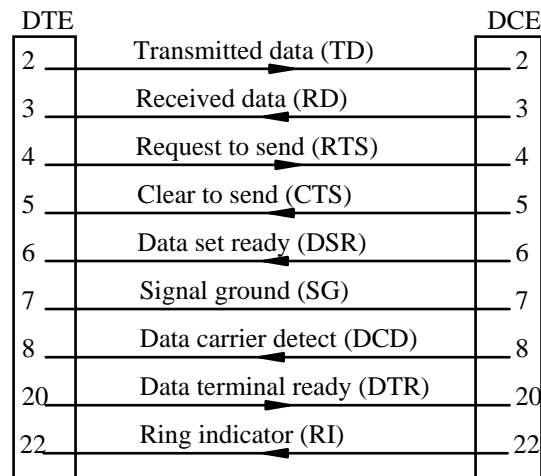 DTE DCE
2 Transmitted data (TD) 2
3 Received data (RD) 3
4 Request to send (RTS) 4
5 Clear to send (CTS) 5
6 Data set ready (DSR) 6
7 Signal ground (SG) 7
8 Data carrier detect (DCD) 8
20 Data terminal ready (DTR) 20
22 Ring indicator (RI) 22